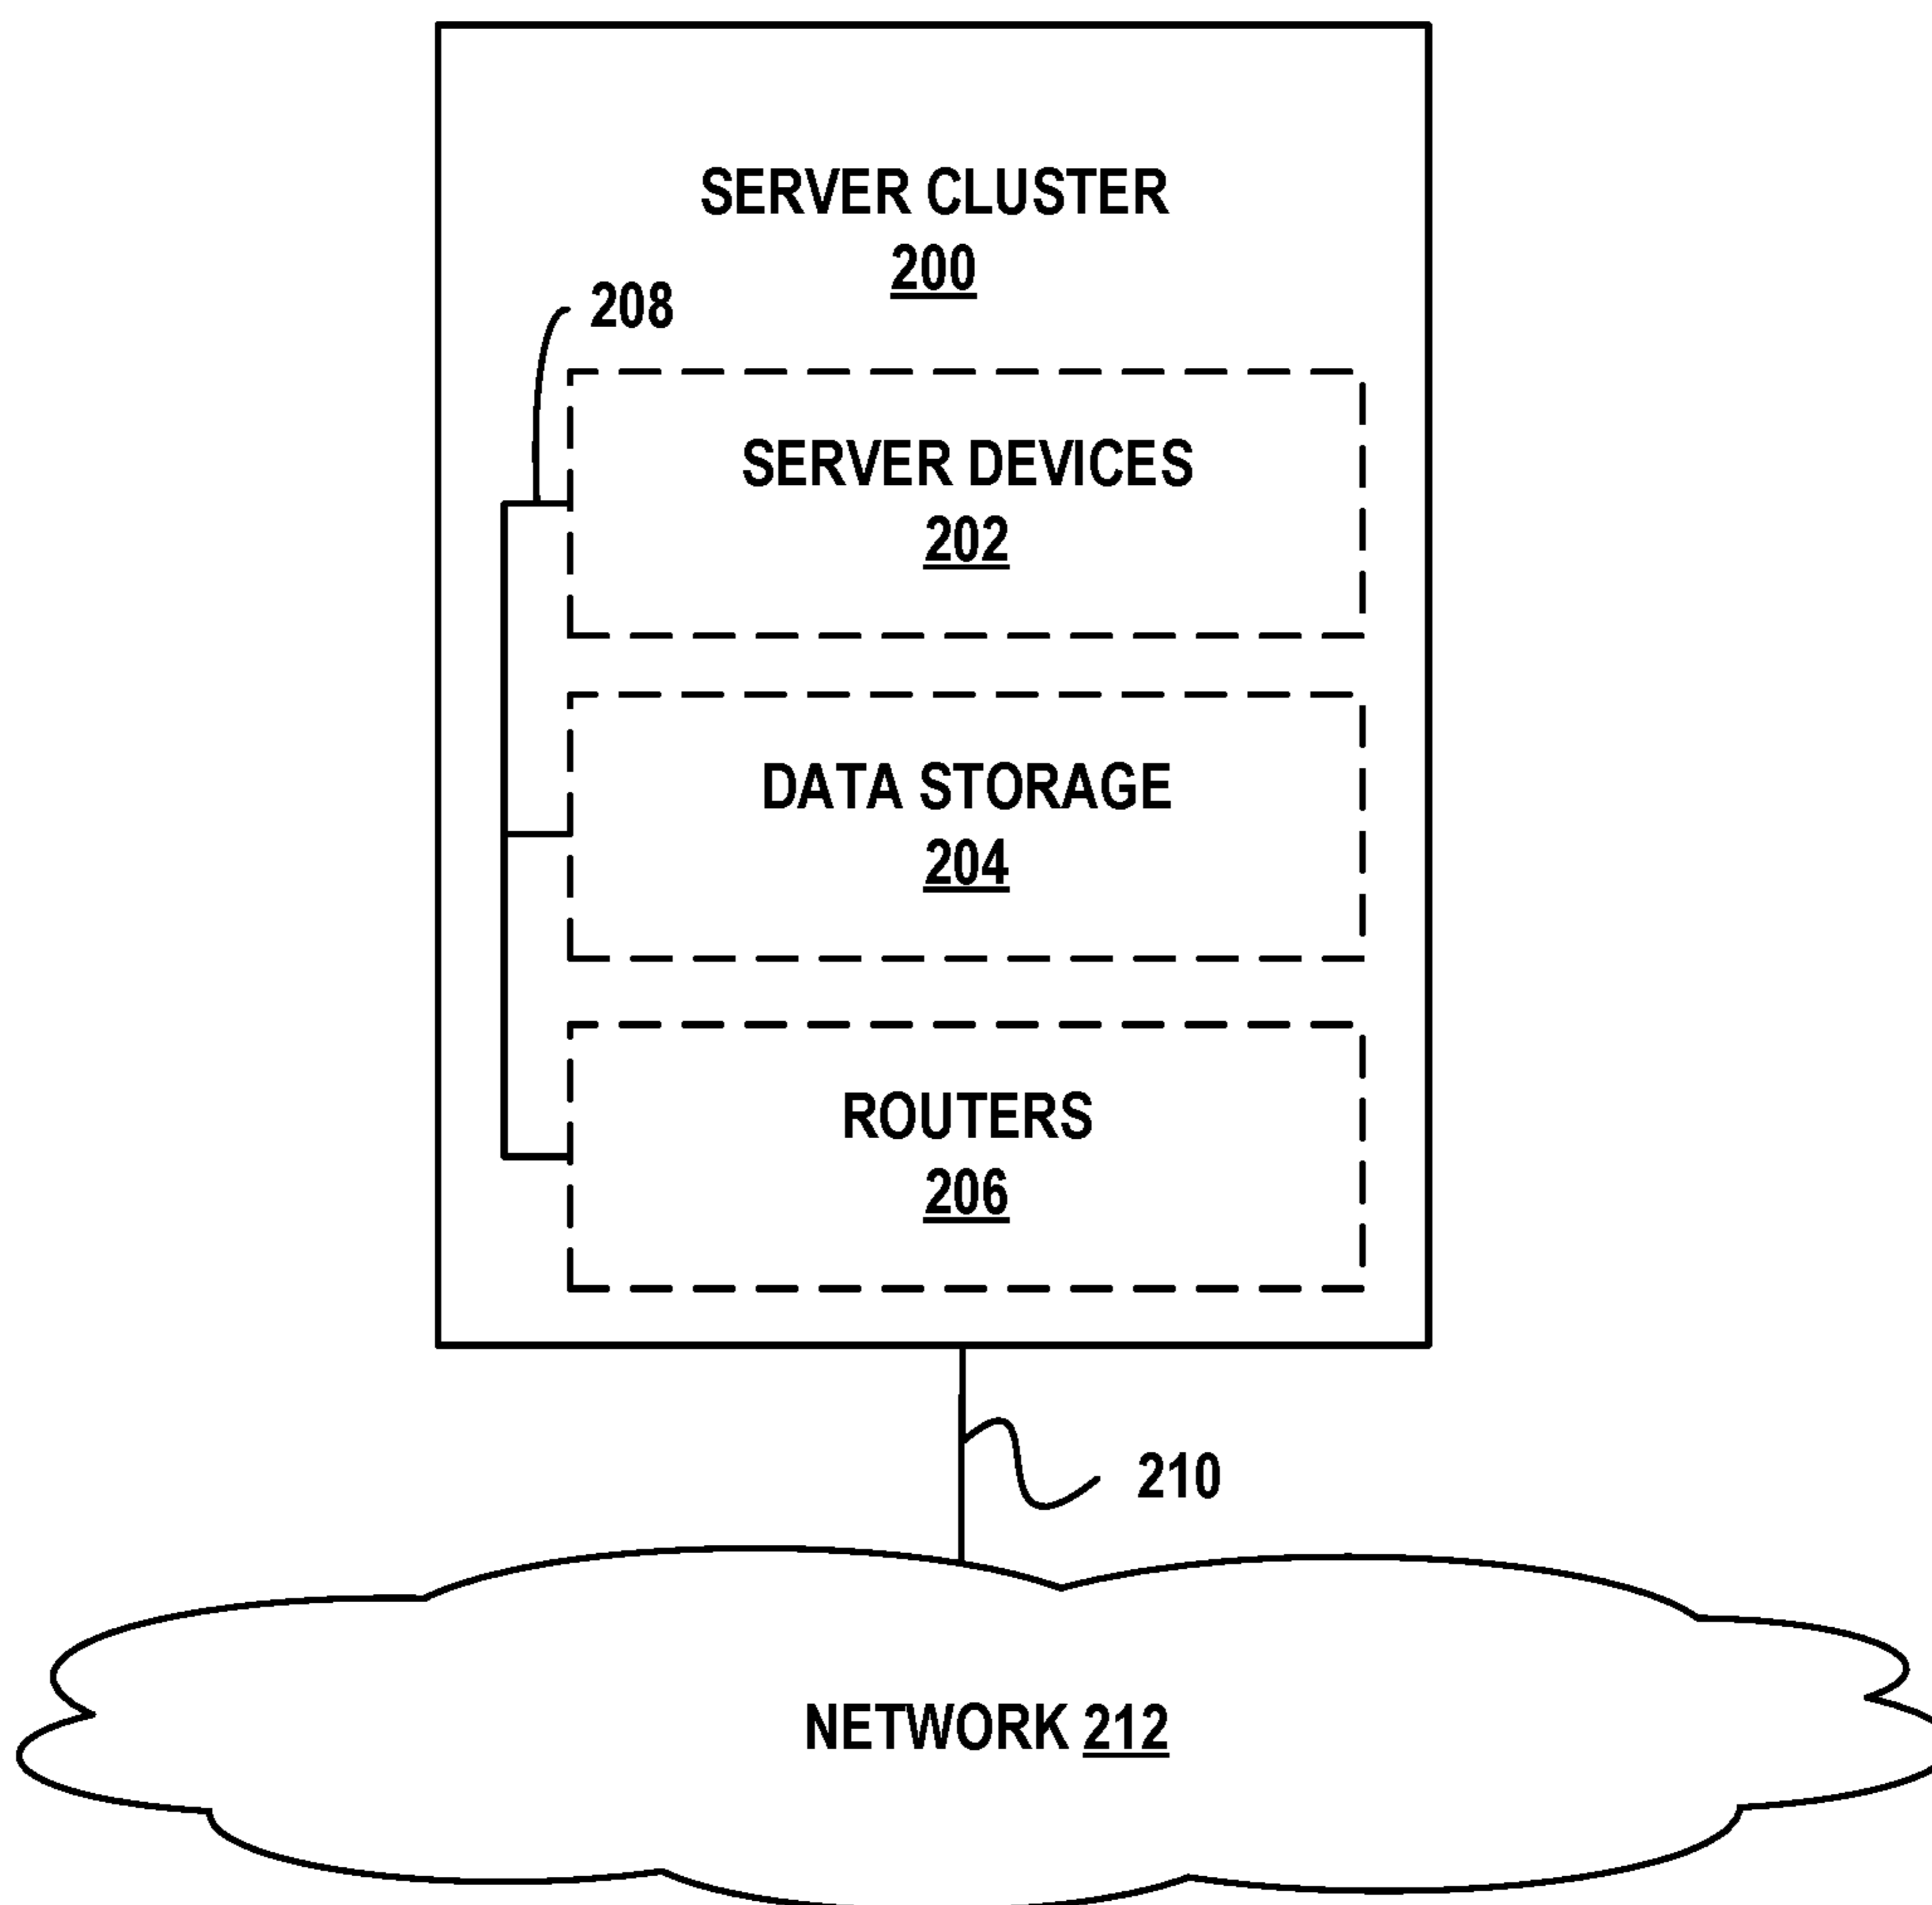 SERVER CLUSTER
200
208
SERVER DEVICES
202
DATA STORAGE
204
ROUTERS
206
210
NETWORK 212